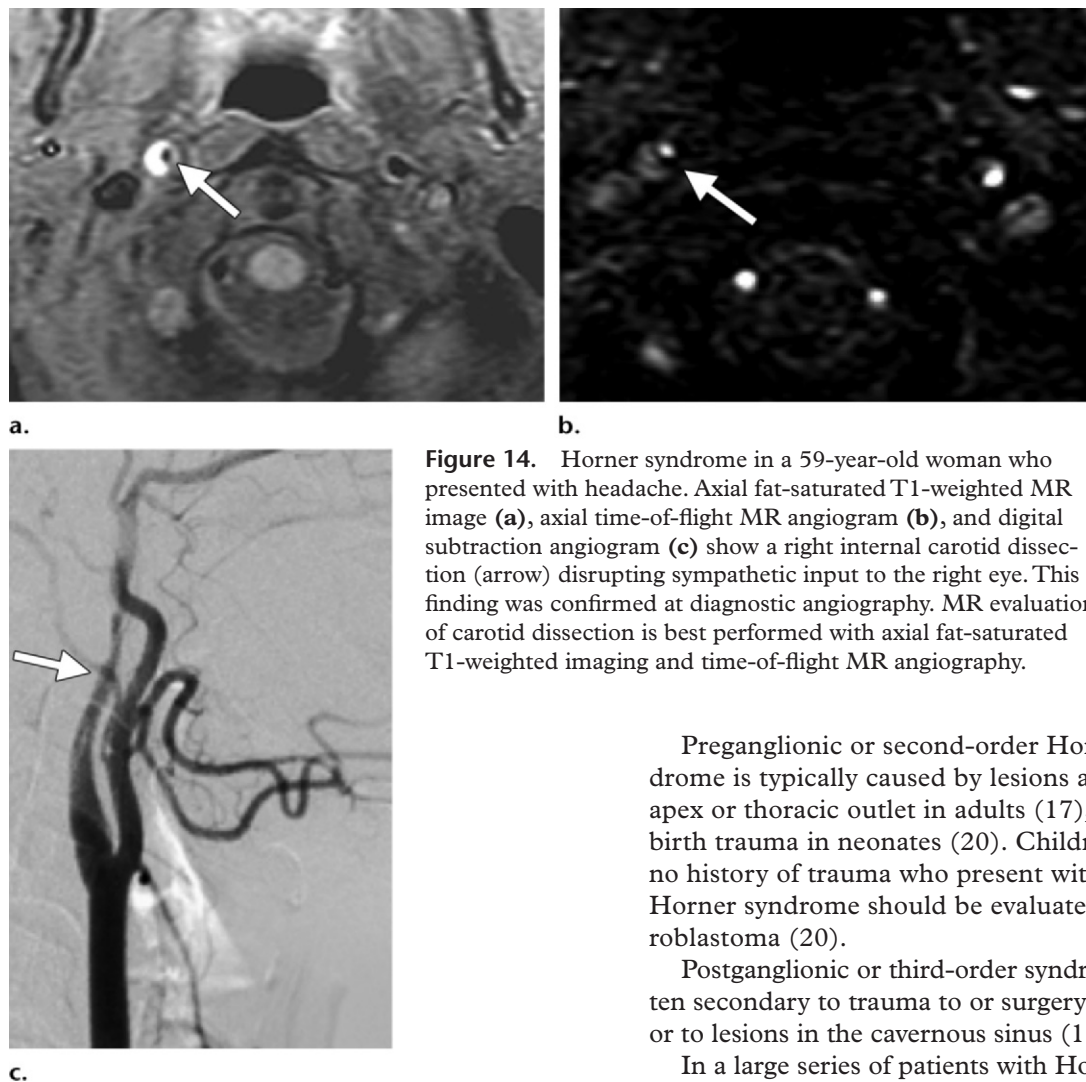 a.
b.
Figure 14. Horner syndrome in a 59-year-old woman who
presented with headache. Axial fat-saturated T1-weighted MR
image (a), axial time-of-flight MR angiogram (b), and digital
subtraction angiogram (c) show a right internal carotid dissec-
tion (arrow) disrupting sympathetic input to the right eye. This
finding was confirmed at diagnostic angiography. MR evaluation
of carotid dissection is best performed with axial fat-saturated
T1-weighted imaging and time-of-flight MR angiography.
c.
Preganglionic or second-order Hor
drome is typically caused by lesions a
apex or thoracic outlet in adults (17)
birth trauma in neonates (20). Childr
no history of trauma who present wit
Horner syndrome should be evaluate
roblastoma (20).
Postganglionic or third-order syndr
ten secondary to trauma to or surgery
or to lesions in the cavernous sinus (1
In a large series of patients with Ho